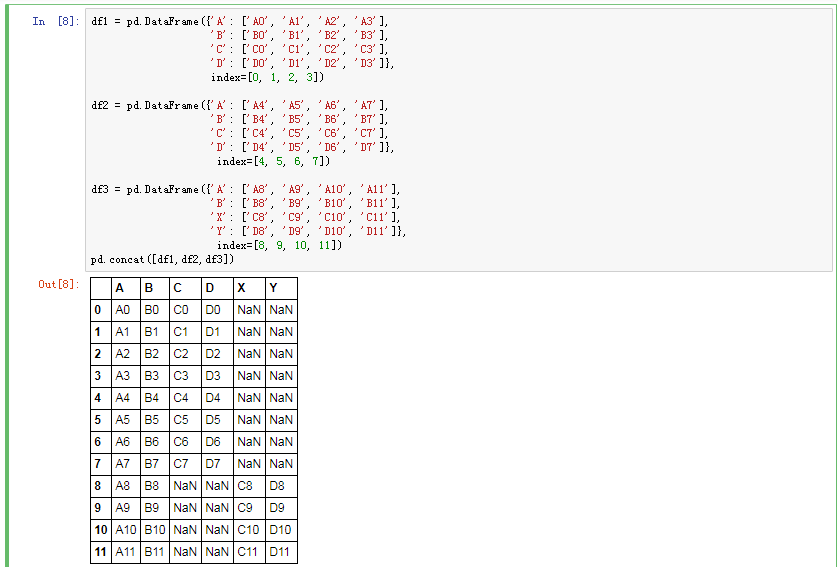 In [8]: df1 = pd.DataFrame({'A': ['A0', 'A1', 'A2', 'A3'],
'B': ['B0', 'B1', 'B2', 'B3'],
'C': ['C0', 'C1', 'C2', 'C3'],
'D': ['D0', 'D1', 'D2', 'D3']},
index=[0, 1, 2, 3])
df2 = pd.DataFrame({'A': ['A4', 'A5', 'A6', 'A7'],
'B': ['B4', 'B5', 'B6', 'B7'],
'C': ['C4', 'C5', 'C6', 'C7'],
'D': ['D4', 'D5', 'D6', 'D7']},
index=[4, 5, 6, 7])
df3 = pd.DataFrame({'A': ['A8', 'A9', 'A10', 'A11'],
'B': ['B8', 'B9', 'B10', 'B11'],
'X': ['C8', 'C9', 'C10', 'C11'],
'Y': ['D8', 'D9', 'D10', 'D11']},
index=[8, 9, 10, 11])
pd.concat([df1,df2,df3])
Out[8]:
A B C D X Y
0 A0 B0 C0 D0 NaN NaN
1 A1 B1 C1 D1 NaN NaN
2 A2 B2 C2 D2 NaN NaN
3 A3 B3 C3 D3 NaN NaN
4 A4 B4 C4 D4 NaN NaN
5 A5 B5 C5 D5 NaN NaN
6 A6 B6 C6 D6 NaN NaN
7 A7 B7 C7 D7 NaN NaN
8 A8 B8 NaN NaN C8 D8
9 A9 B9 NaN NaN C9 D9
10 A10 B10 NaN NaN C10 D10
11 A11 B11 NaN NaN C11 D11